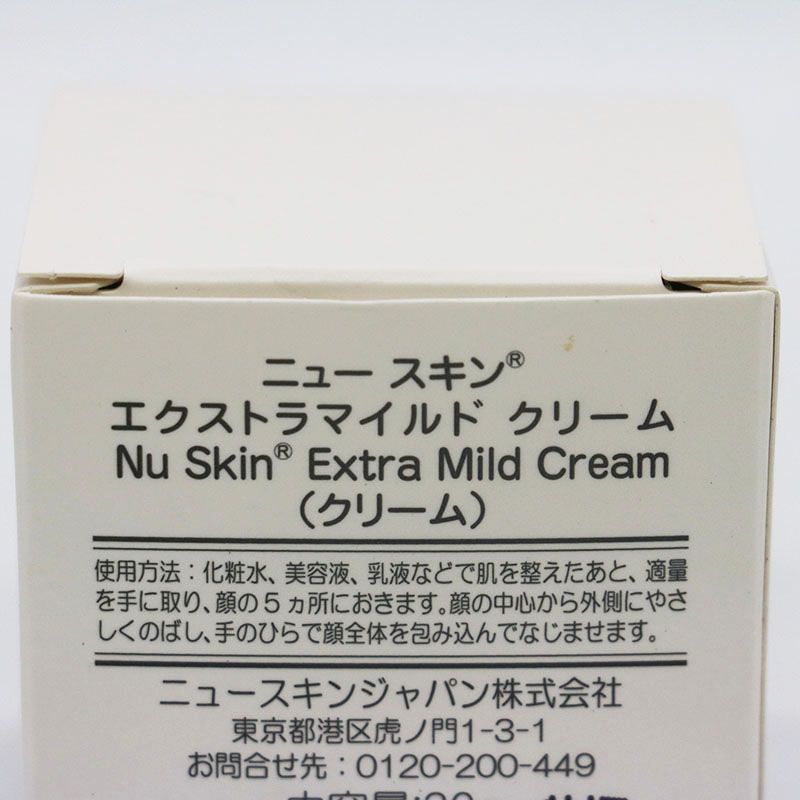 ニュー スキン®
エクストラマイルド クリーム
Nu Skin® Extra Mild Cream
（クリーム）
使用方法：化粧水、美容液、乳液などで肌を整えたあと、適量
を手に取り、顔の5ヵ所におきます。顔の中心から外側にやさ
しくのばし、手のひらで顔全体を包み込んでなじませます。
ニュースキンジャパン株式会社
東京都港区虎ノ門1-3-1
お問合せ先：0120-200-449